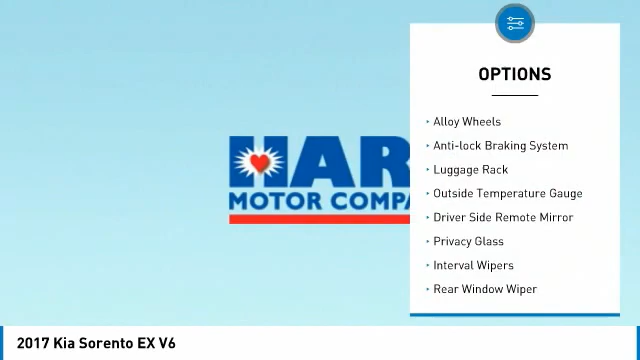 OPTIONS
• Alloy Wheels
• Anti-lock Braking System
• Luggage Rack
• Outside Temperature Gauge
• Driver Side Remote Mirror
• Privacy Glass
• Interval Wipers
• Rear Window Wiper
HAR
MOTOR COMPA
2017 Kia Sorento EX V6